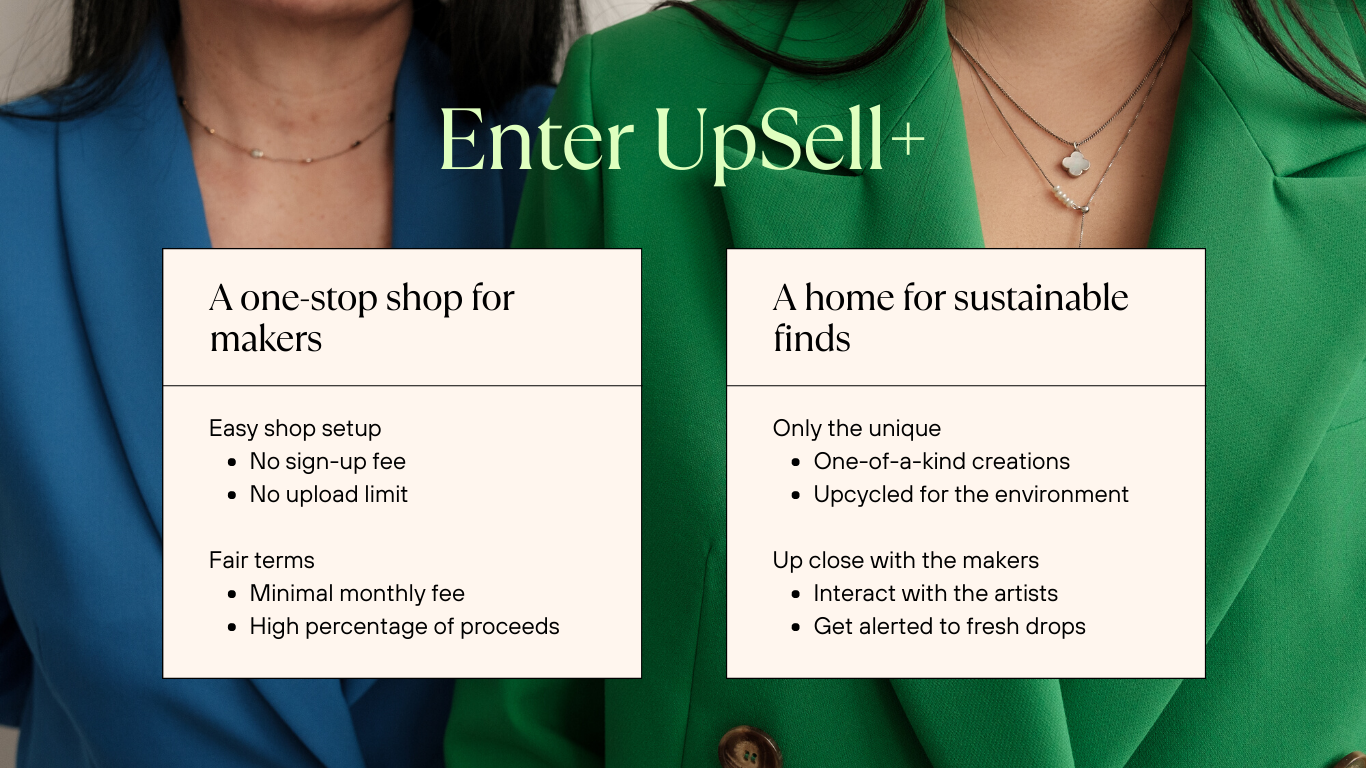 Enter UpSell+
A one-stop shop for
makers
Easy shop setup
• No sign-up fee
• No upload limit
Fair terms
• Minimal monthly fee
• High percentage of proceeds
A home for sustainable
finds
Only the unique
• One-of-a-kind creations
• Upcycled for the environment
Up close with the makers
• Interact with the artists
• Get alerted to fresh drops